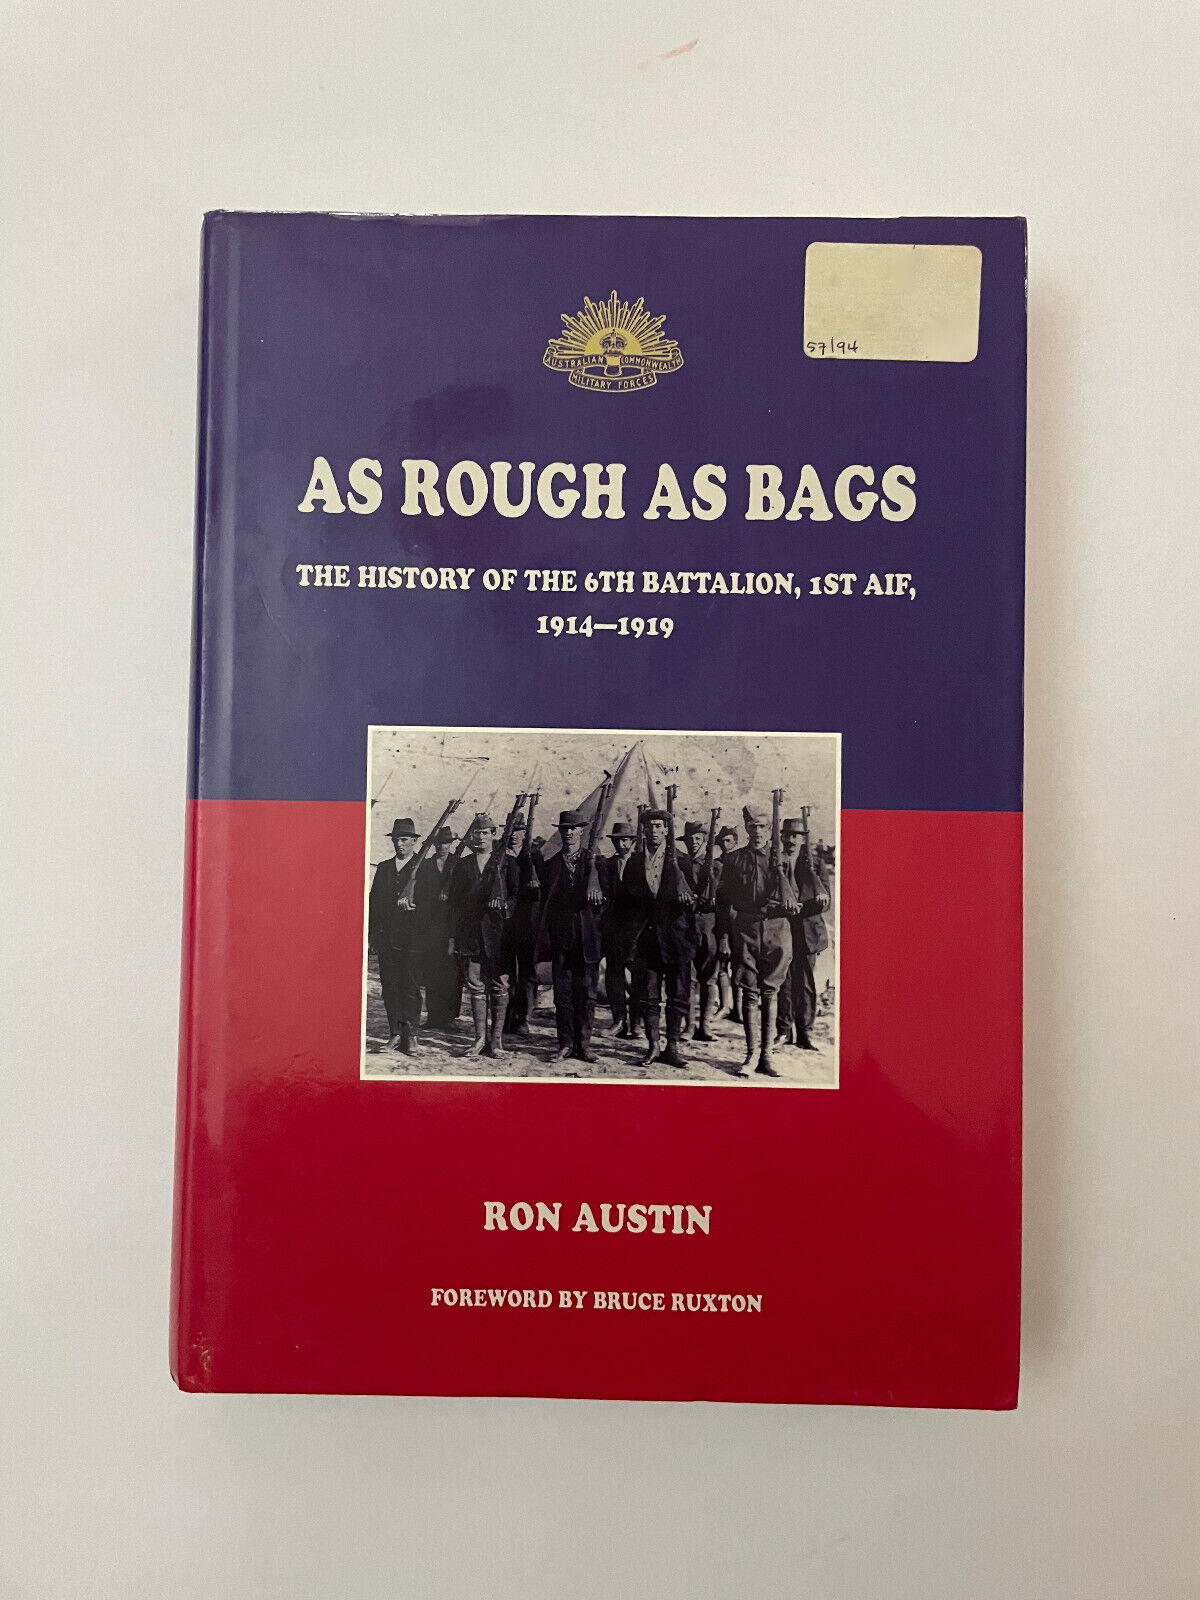 AUSTRALIAN COMMONWEALTH
MILITARY FORCES
57/94
AS ROUGH AS BAGS
THE HISTORY OF THE 6TH BATTALION, 1ST AIF,
1914—1919
RON AUSTIN
FOREWORD BY BRUCE RUXTON